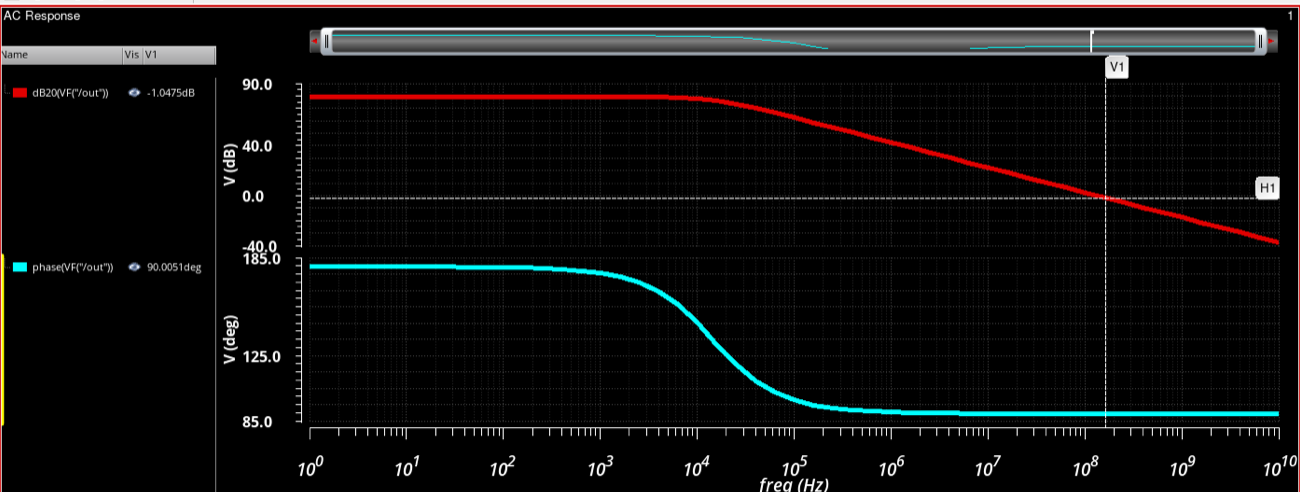 AC Response
1
Name Vis V1
V1
dB20(VF("/out")) -1.0475dB
90.0
V (dB)
40.0
0.0
H1
-40.0
phase(VF("/out")) 90.0051deg
185.0
V (deg)
125.0
85.0
10^0 10^1 10^2 10^3 10^4 10^5 10^6 10^7 10^8 10^9 10^10
freq (Hz)